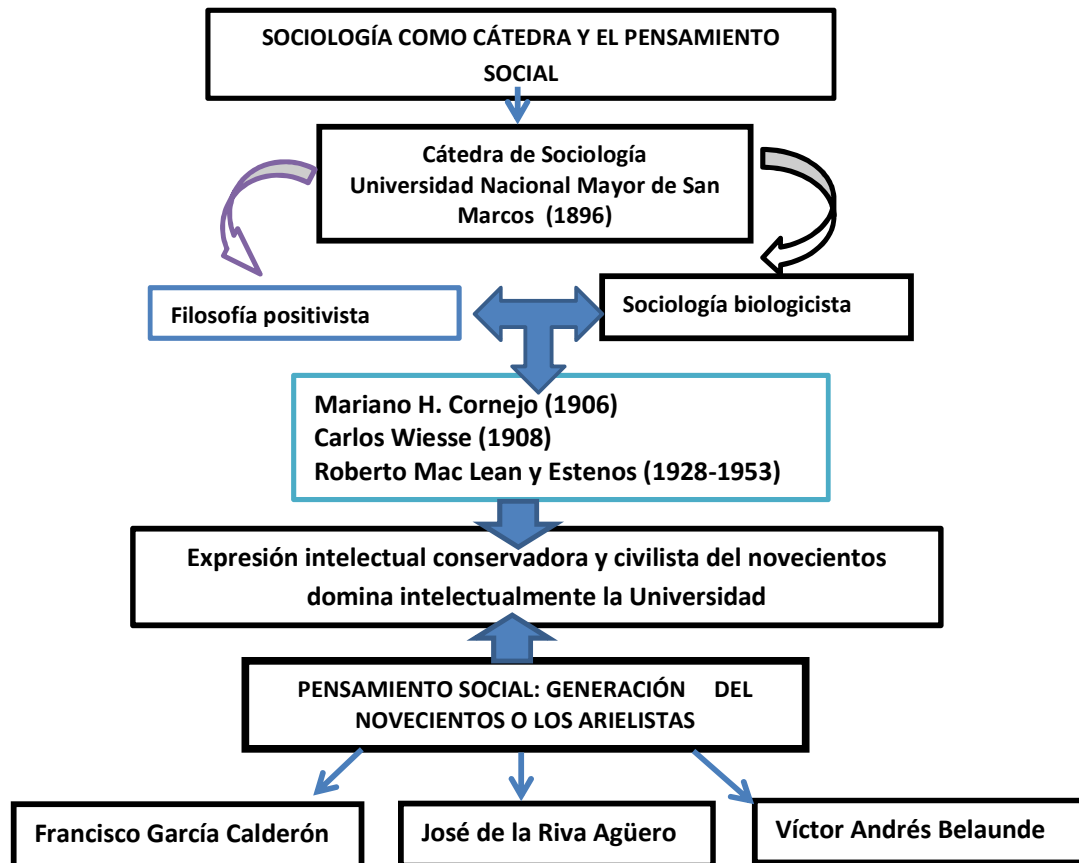 SOCIOLOGÍA COMO CÁTEDRA Y EL PENSAMIENTO
SOCIAL
Cátedra de Sociología
Universidad Nacional Mayor de San
Marcos (1896)
Filosofía positivista
Sociología biologicista
Mariano H. Cornejo (1906)
Carlos Wiesse (1908)
Roberto Mac Lean y Estenos (1928-1953)
Expresión intelectual conservadora y civilista del novecientos
domina intelectualmente la Universidad
PENSAMIENTO SOCIAL: GENERACIÓN DEL
NOVECIENTOS O LOS ARIELISTAS
Francisco García Calderón
José de la Riva Agüero
Víctor Andrés Belaunde